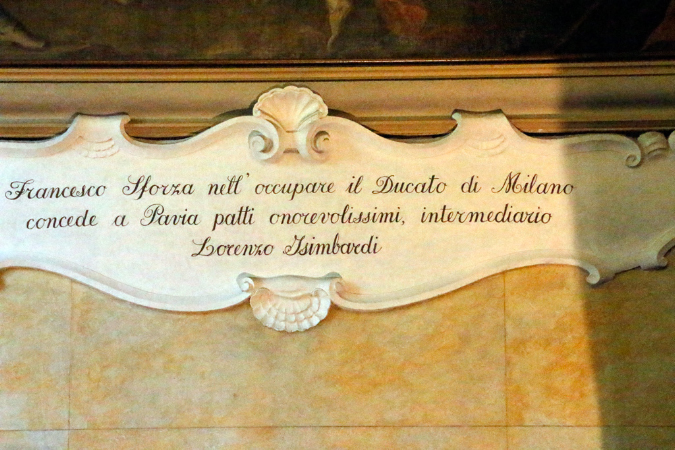 Francesco Sforza nell'occupare il Ducato di Milano
concede a Pavia patti onorevolissimi, intermediario
Lorenzo Isimbardi